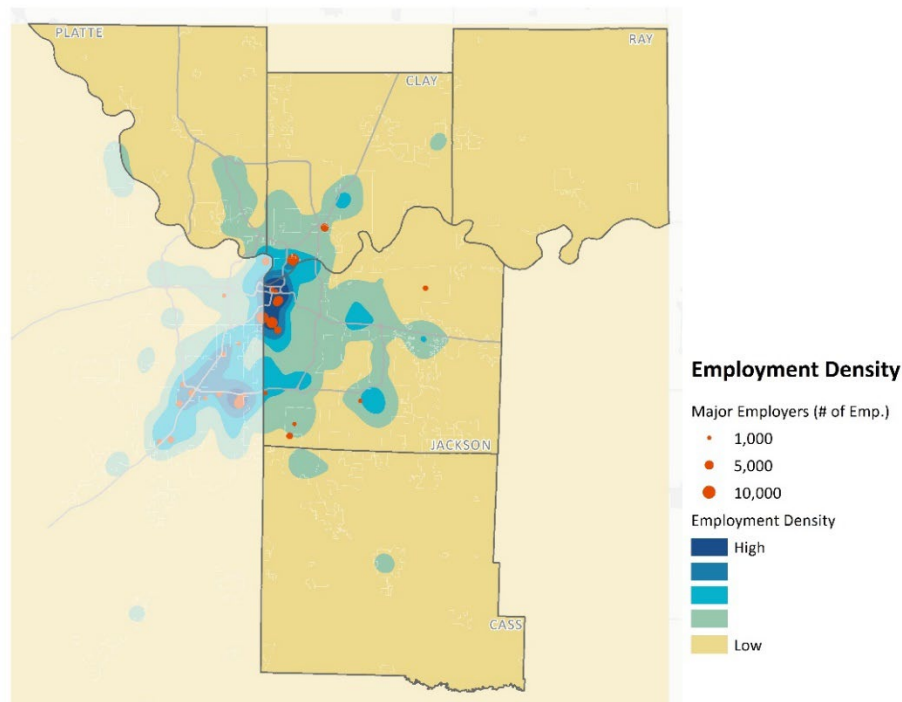 PLATTE
RAY
CLAY
JACKSON
CASS
Employment Density
Major Employers (# of Emp.)
1,000
5,000
10,000
Employment Density
High
Low